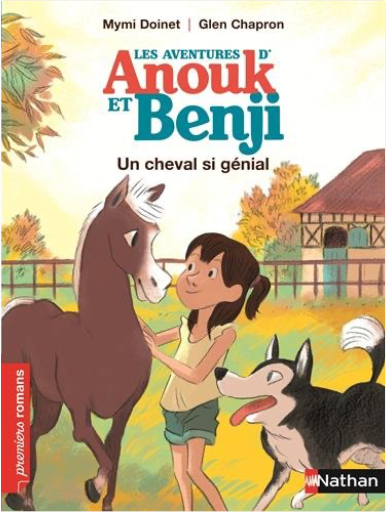 Mymi Doinet | Glen Chapron
LES AVENTURES D'
Anouk
ET Benji
Un cheval si génial
premiers romans
Nathan